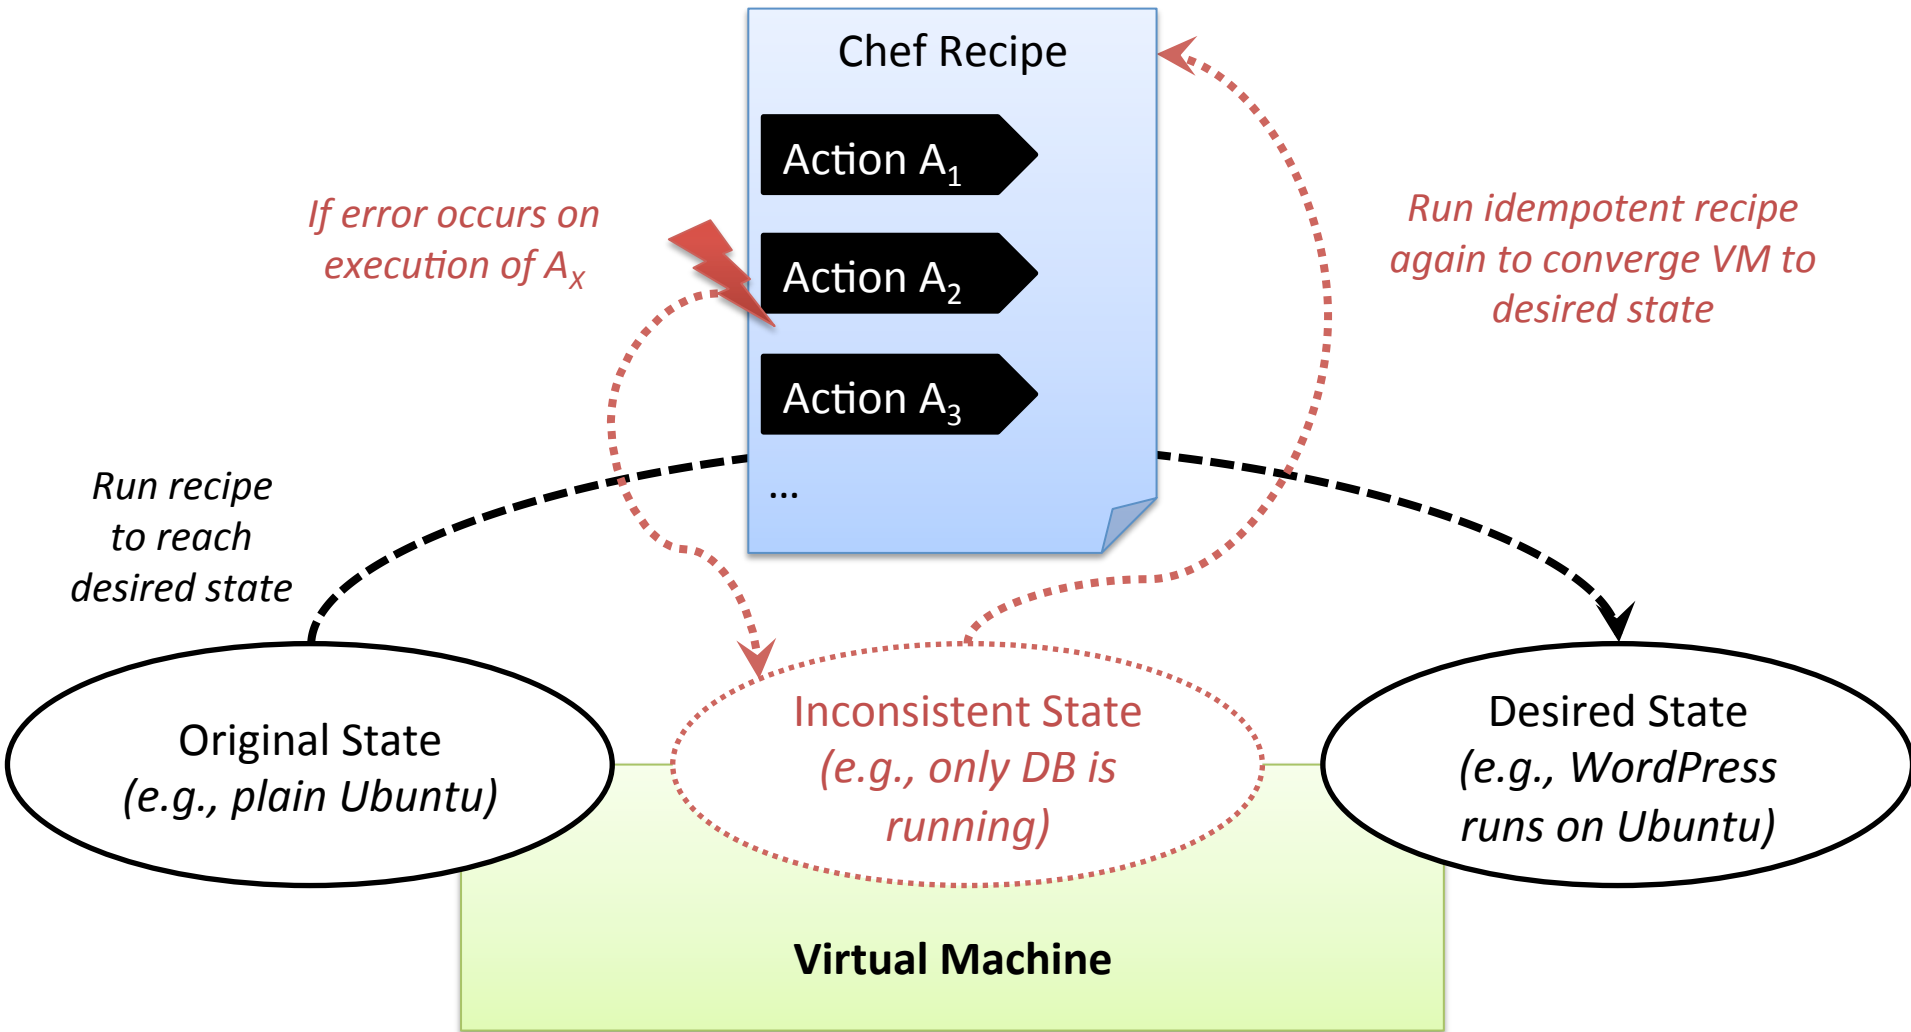 Chef Recipe
Action A₁
If error occurs on
execution of Aₓ
Action A₂
Run idempotent recipe
again to converge VM to
desired state
Action A₃
...
Run recipe
to reach
desired state
Original State
(e.g., plain Ubuntu)
Inconsistent State
(e.g., only DB is
running)
Desired State
(e.g., WordPress
runs on Ubuntu)
Virtual Machine